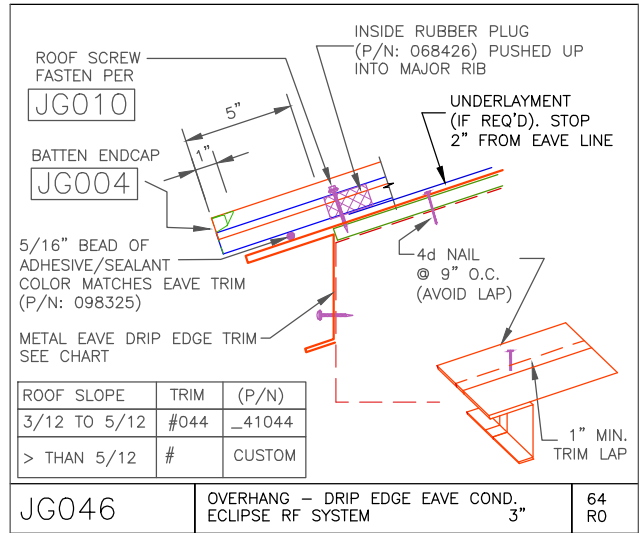 ROOF SCREW
FASTEN PER
JG010
INSIDE RUBBER PLUG
(P/N: 068426) PUSHED UP
INTO MAJOR RIB
UNDERLAYMENT
(IF REQ'D). STOP
2" FROM EAVE LINE
5"
1"
BATTEN ENDCAP
JG004
5/16" BEAD OF
ADHESIVE/SEALANT
COLOR MATCHES EAVE TRIM
(P/N: 098325)
4d NAIL
@ 9" O.C.
(AVOID LAP)
METAL EAVE DRIP EDGE TRIM
SEE CHART
ROOF SLOPE TRIM (P/N)
3/12 TO 5/12 #044 _41044
> THAN 5/12 # CUSTOM
1" MIN.
TRIM LAP
JG046
OVERHANG – DRIP EDGE EAVE COND.
ECLIPSE RF SYSTEM 3"
64
R0